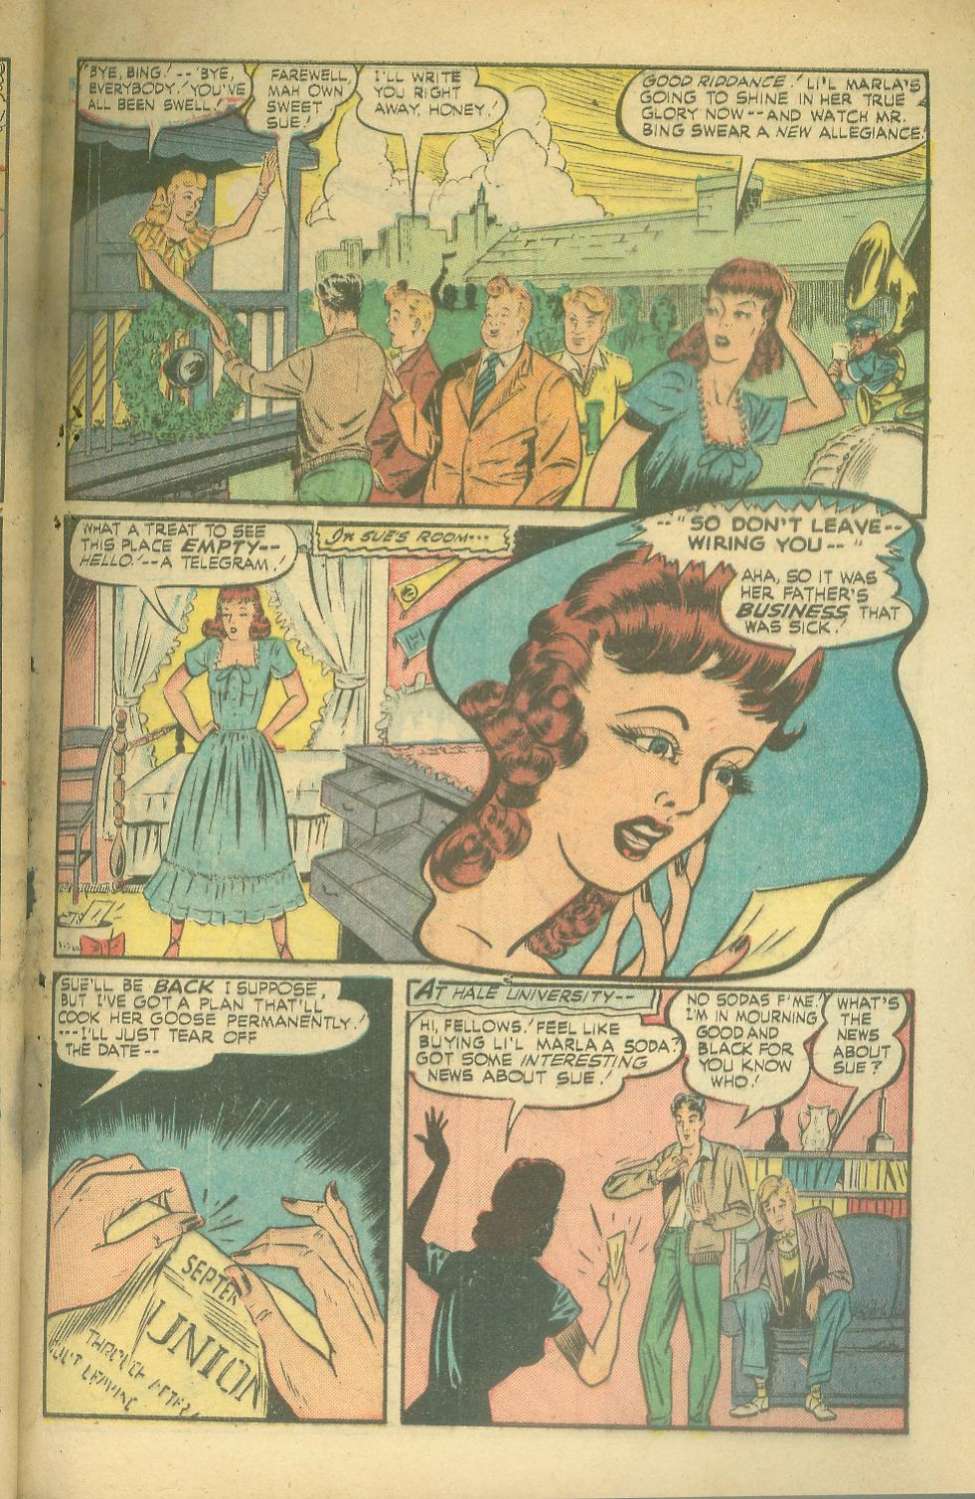 'BYE, BING! -- 'BYE,
EVERYBODY! YOU'VE
ALL BEEN SWELL!
FAREWELL,
MAH OWN
SWEET
SUE!
I'LL WRITE
YOU RIGHT
AWAY, HONEY!
GOOD RIDDANCE! LI'L MARLA'S
GOING TO SHINE IN HER TRUE
GLORY NOW -- AND WATCH MR.
BING SWEAR A NEW ALLEGIANCE!
WHAT A TREAT TO SEE
THIS PLACE EMPTY --
HELLO! -- A TELEGRAM!
In SUE'S ROOM ---
-- "SO DON'T LEAVE --
WIRING YOU -- "
AHA, SO IT WAS
HER FATHER'S
BUSINESS THAT
WAS SICK!
SUE'LL BE BACK I SUPPOSE,
BUT I'VE GOT A PLAN THAT'LL
COOK HER GOOSE PERMANENTLY!
--- I'LL JUST TEAR OFF
THE DATE --
SEPTE
UNION
THROUGH AFTER
LEAVING
AT HALE UNIVERSITY --
HI, FELLOWS! FEEL LIKE
BUYING LI'L MARLA A SODA?
GOT SOME INTERESTING
NEWS ABOUT SUE!
NO SODAS F'ME!
I'M IN MOURNING
GOOD AND
BLACK FOR
YOU KNOW
WHO!
WHAT'S
THE
NEWS
ABOUT
SUE?